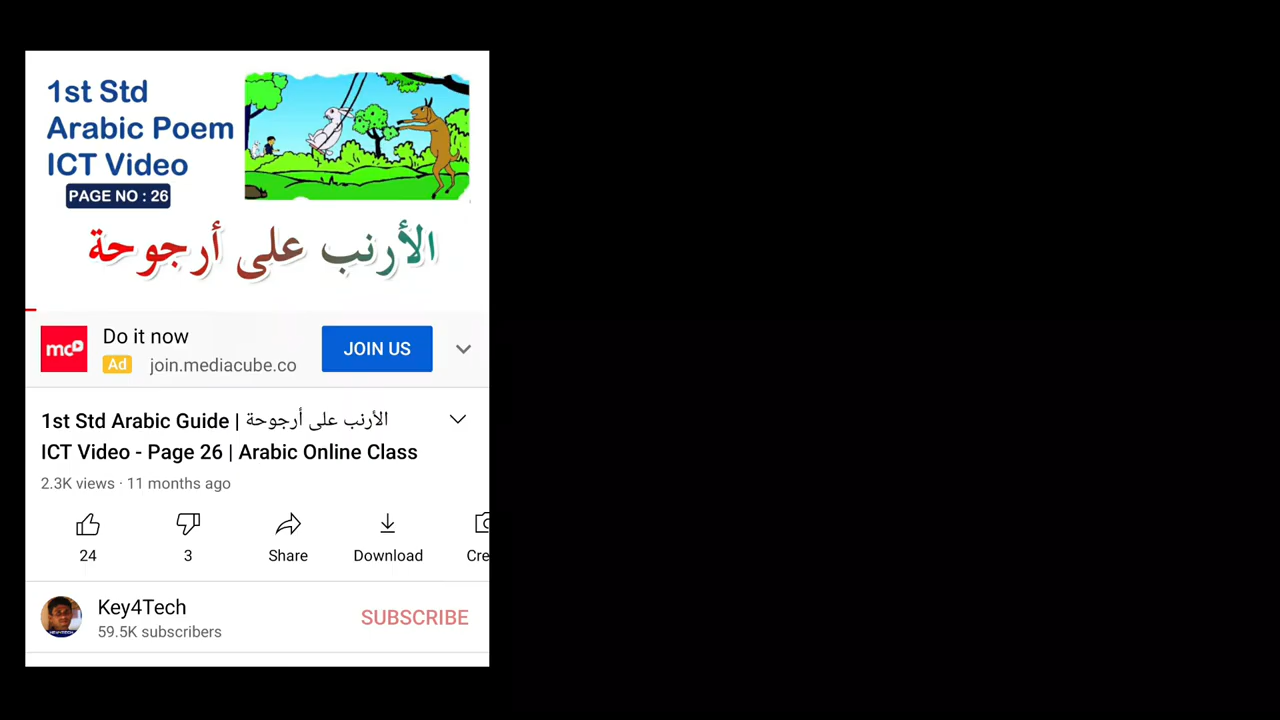 1st Std
Arabic Poem
ICT Video
PAGE NO : 26
الأرنب على أرجوحة
mc
Do it now
Ad join.mediacube.co
JOIN US
1st Std Arabic Guide | الأرنب على أرجوحة
ICT Video - Page 26 | Arabic Online Class
2.3K views · 11 months ago
24 3 Share Download Cre
Key4Tech
59.5K subscribers
SUBSCRIBE